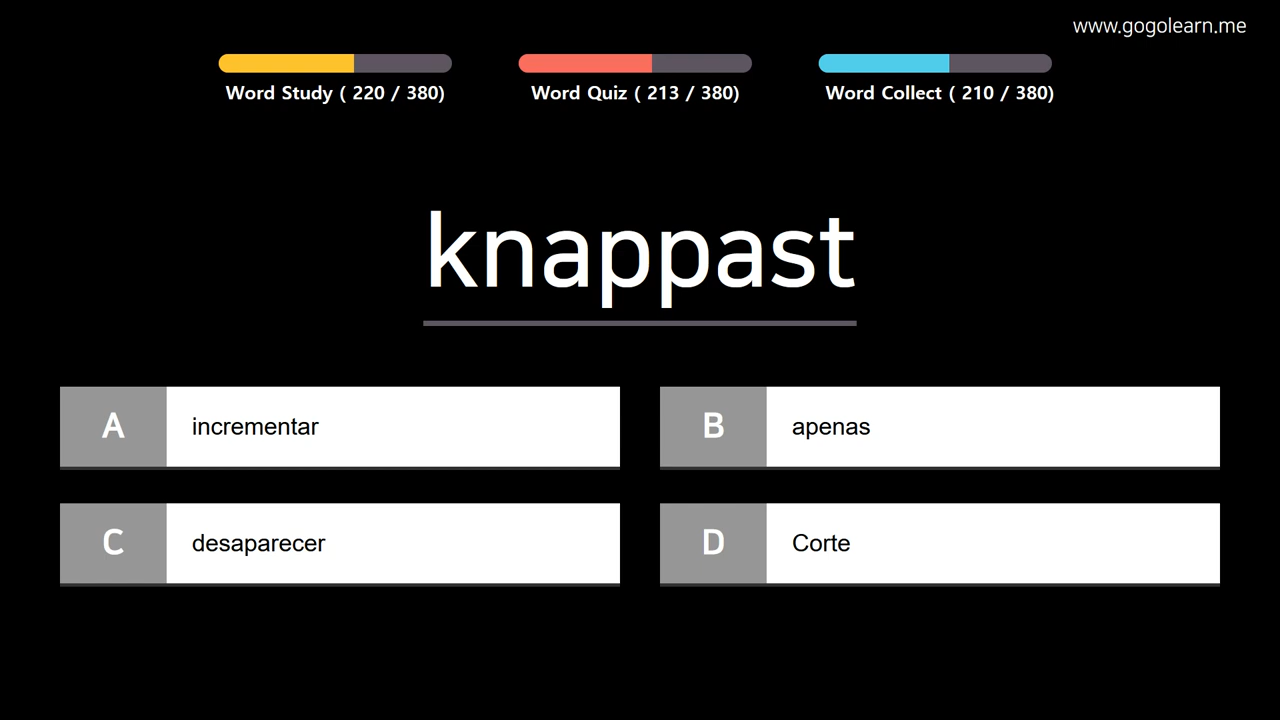 www.gogolearn.me
Word Study ( 220 / 380)
Word Quiz ( 213 / 380)
Word Collect ( 210 / 380)
knappast
A incrementar
B apenas
C desaparecer
D Corte